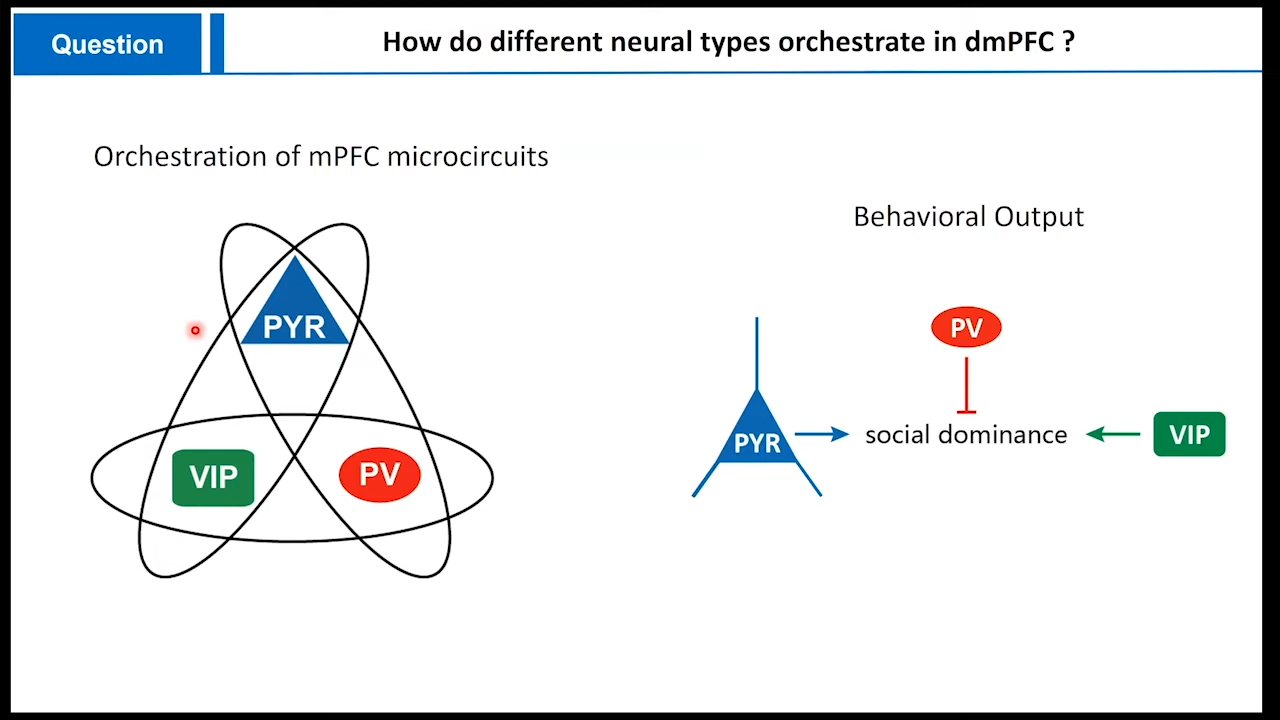 Question
How do different neural types orchestrate in dmPFC ?
Orchestration of mPFC microcircuits
PYR
VIP
PV
Behavioral Output
PV
PYR
social dominance
VIP